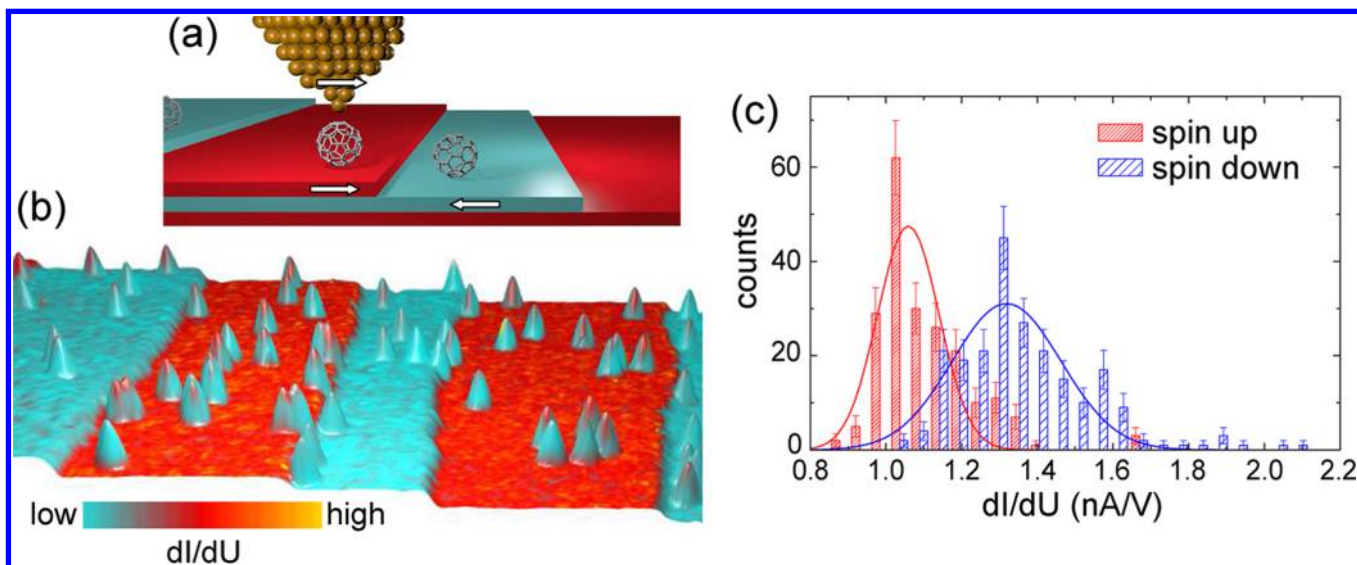 (a)
(b)
low high
dI/dU
(c)
spin up
spin down
counts
60
40
20
0
0.8 1.0 1.2 1.4 1.6 1.8 2.0 2.2
dI/dU (nA/V)